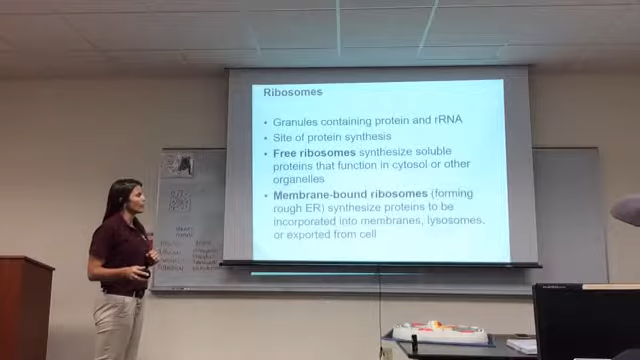 Ribosomes
• Granules containing protein and rRNA
• Site of protein synthesis
• Free ribosomes synthesize soluble
proteins that function in cytosol or other
organelles
• Membrane-bound ribosomes (forming
rough ER) synthesize proteins to be
incorporated into membranes, lysosomes,
or exported from cell